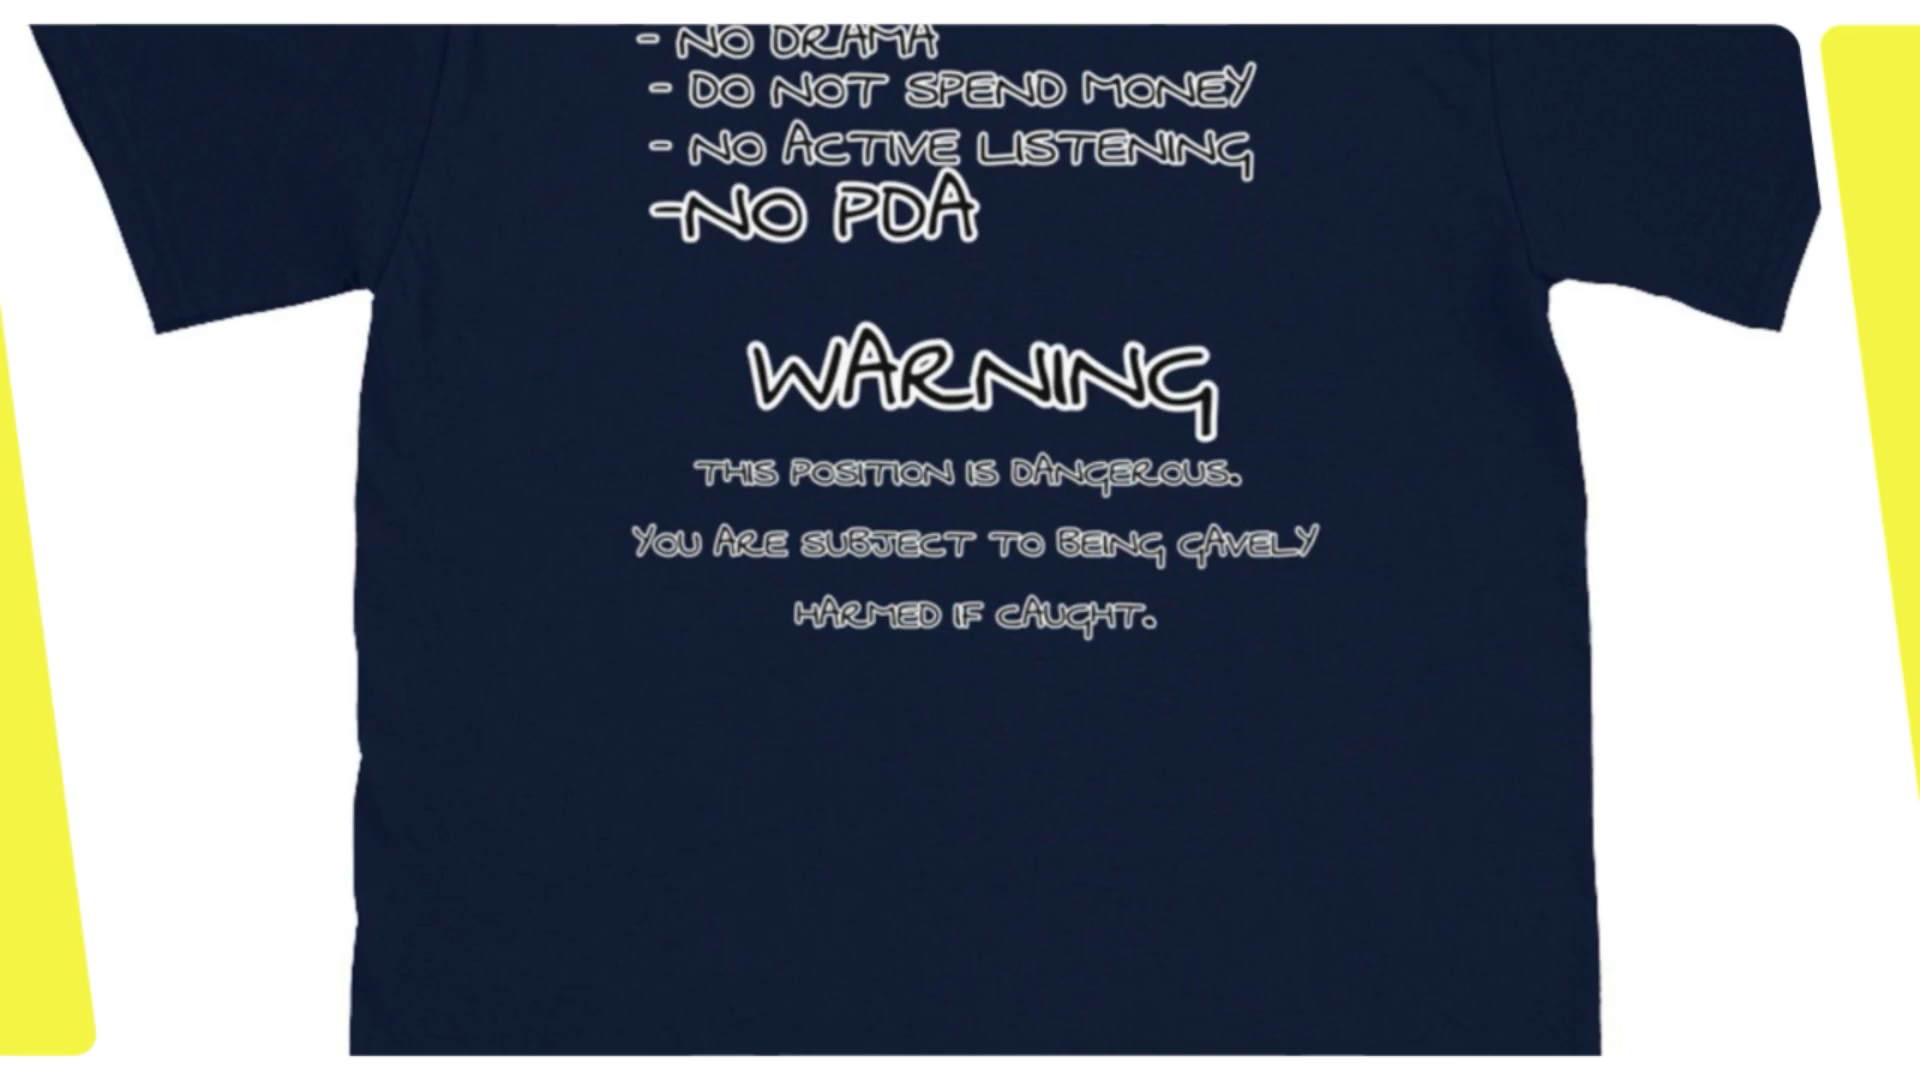 - NO DRAMA
- DO NOT SPEND MONEY
- NO ACTIVE LISTENING
-NO PDA
WARNING
THIS POSITION IS DANGEROUS.
YOU ARE SUBJECT TO BEING GAVELY
HARMED IF CAUGHT.